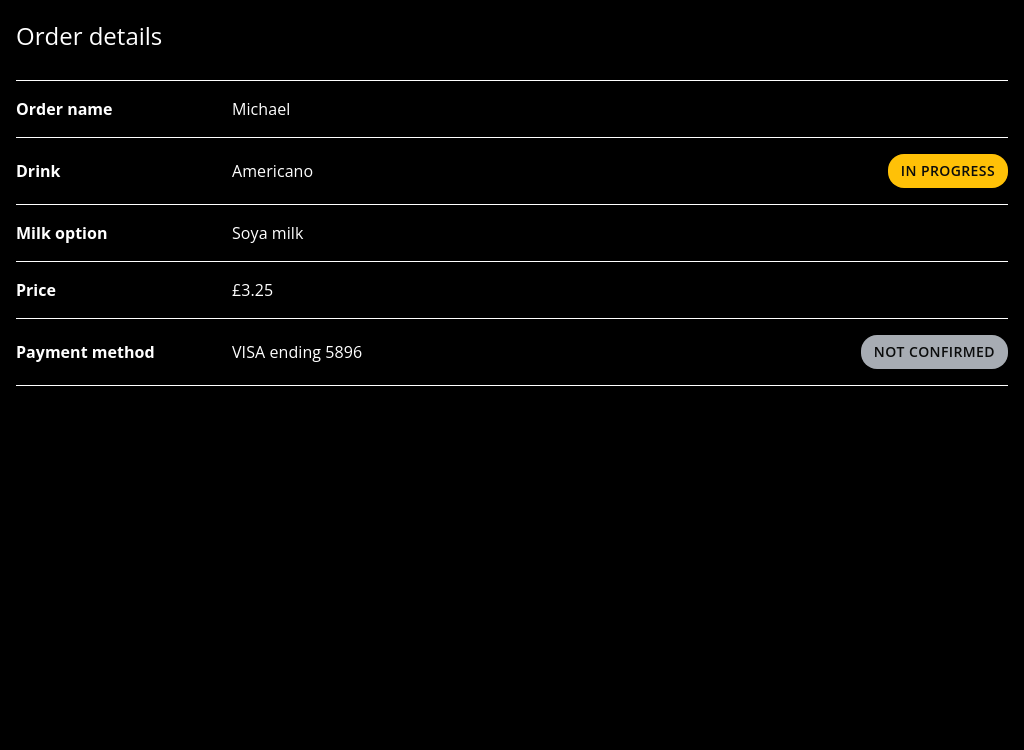 Order details
Order name Michael
Drink Americano IN PROGRESS
Milk option Soya milk
Price £3.25
Payment method VISA ending 5896 NOT CONFIRMED